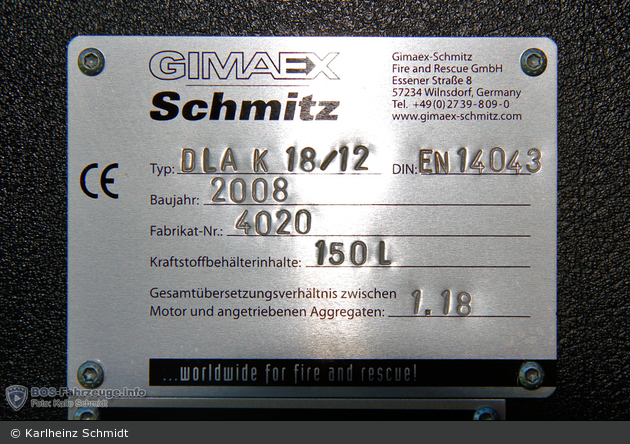 GIMAEX
Schmitz
Gimaex-Schmitz
Fire and Rescue GmbH
Essener Straße 8
57234 Wilnsdorf, Germany
Tel. +49(0)2739-809-0
www.gimaex-schmitz.com
CE
Typ: DLA K 18/12 DIN: EN 14043
Baujahr: 2008
Fabrikat-Nr.: 4020
Kraftstoffbehälterinhalte: 150 L
Gesamtübersetzungsverhältnis zwischen
Motor und angetriebenen Aggregaten: 1.18
...worldwide for fire and rescue!
BOS-Fahrzeuge.Info
Foto: Kalle Schmidt
© Karlheinz Schmidt